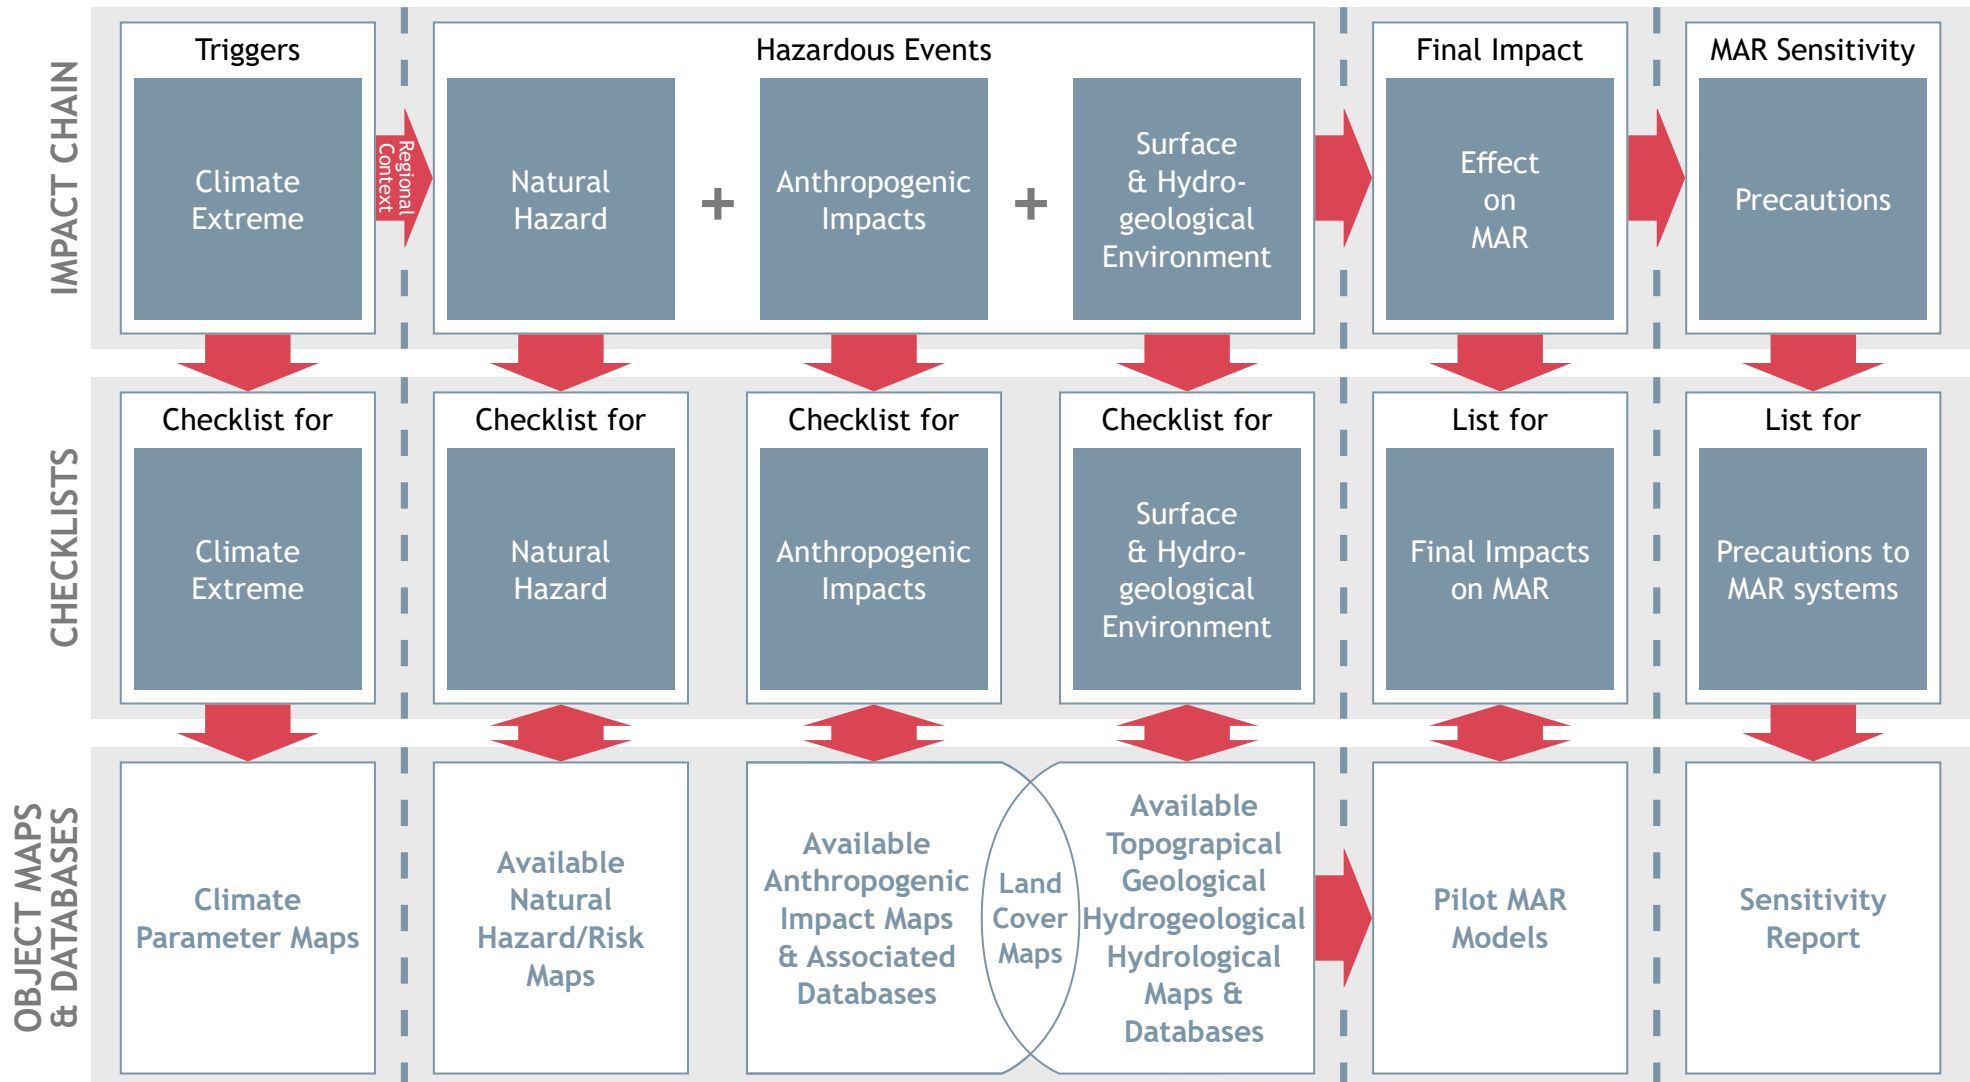 IMPACT CHAIN
Triggers
Climate
Extreme
Regional
Context
Hazardous Events
Natural
Hazard
+
Anthropogenic
Impacts
+
Surface
& Hydro-
geological
Environment
Final Impact
Effect
on
MAR
MAR Sensitivity
Precautions
CHECKLISTS
Checklist for
Climate
Extreme
Checklist for
Natural
Hazard
Checklist for
Anthropogenic
Impacts
Checklist for
Surface
& Hydro-
geological
Environment
List for
Final Impacts
on MAR
List for
Precautions to
MAR systems
OBJECT MAPS
& DATABASES
Climate
Parameter Maps
Available
Natural
Hazard/Risk
Maps
Available
Anthropogenic
Impact Maps
& Associated
Databases
Land
Cover
Maps
Available
Topograpical
Geological
Hydrogeological
Hydrological
Maps &
Databases
Pilot MAR
Models
Sensitivity
Report